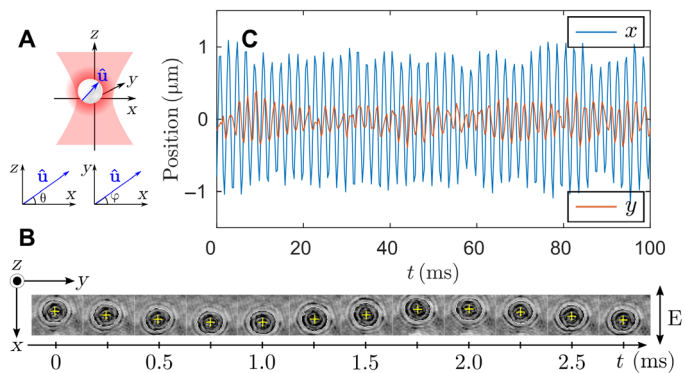 A
z
û
y
x
z
û
θ
x
y
û
φ
x
C
x
y
Position (μm)
1
0
−1
0
20
40
60
80
100
t (ms)
B
z
y
x
E
0
0.5
1.0
1.5
2.0
2.5
t (ms)